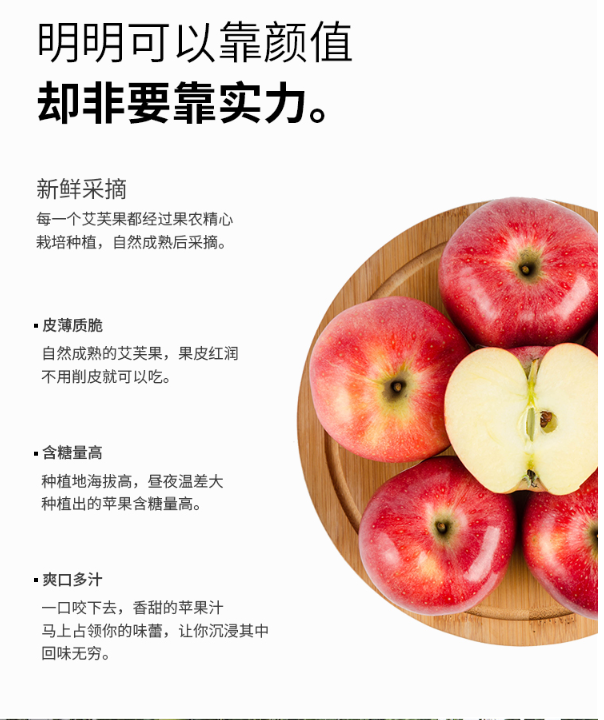 明明可以靠颜值
却非要靠实力。
新鲜采摘
每一个艾芙果都经过果农精心
栽培种植，自然成熟后采摘。
皮薄质脆
自然成熟的艾芙果，果皮红润
不用削皮就可以吃。
含糖量高
种植地海拔高，昼夜温差大
种植出的苹果含糖量高。
爽口多汁
一口咬下去，香甜的苹果汁
马上占领你的味蕾，让你沉浸其中
回味无穷。